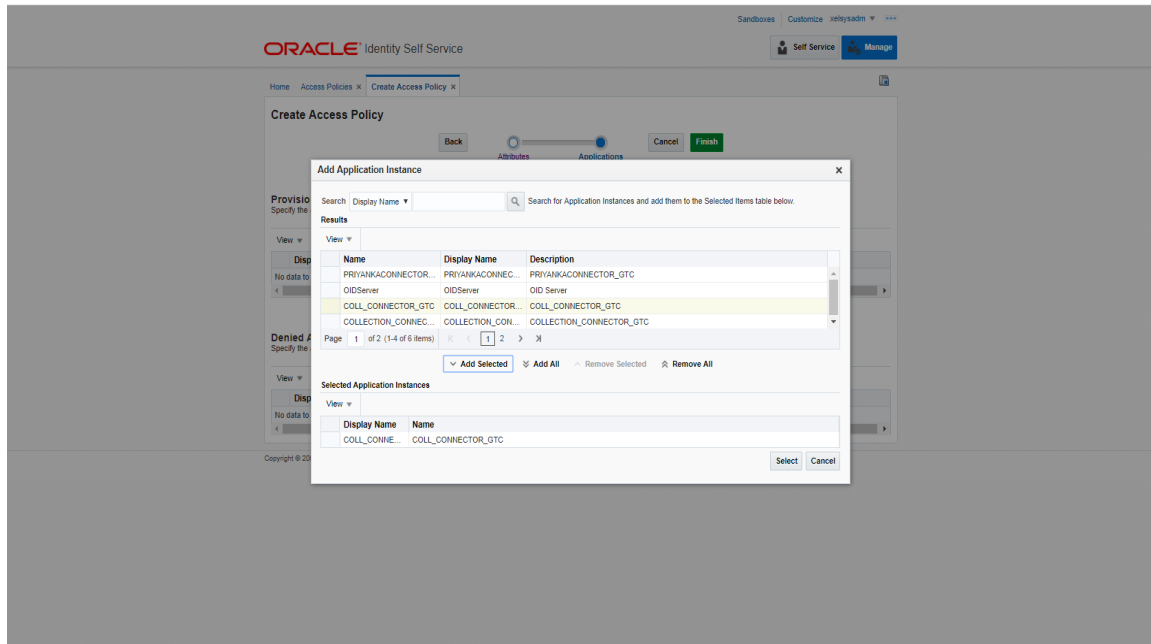 Sandboxes Customize xelsysadm
ORACLE Identity Self Service Self Service Manage
Home Access Policies × Create Access Policy ×
Create Access Policy
Back Cancel Finish
Attributes Applications
Add Application Instance ×
Provisio
Specify the
Search Display Name Search for Application Instances and add them to the Selected Items table below.
Results
View View
Disp Name Display Name Description
No data to PRIYANKACONNECTOR... PRIYANKACONNEC... PRIYANKACONNECTOR_GTC
OIDServer OIDServer OID Server
COLL_CONNECTOR_GTC COLL_CONNECTOR... COLL_CONNECTOR_GTC
COLLECTION_CONNEC... COLLECTION_CON... COLLECTION_CONNECTOR_GTC
Denied A Page 1 of 2 (1-4 of 6 items) K < 1 2 > ꓘ
Specify the
Add Selected Add All Remove Selected Remove All
View Selected Application Instances
Disp View
No data to Display Name Name
COLL_CONNE... COLL_CONNECTOR_GTC
Copyright © 20 Select Cancel